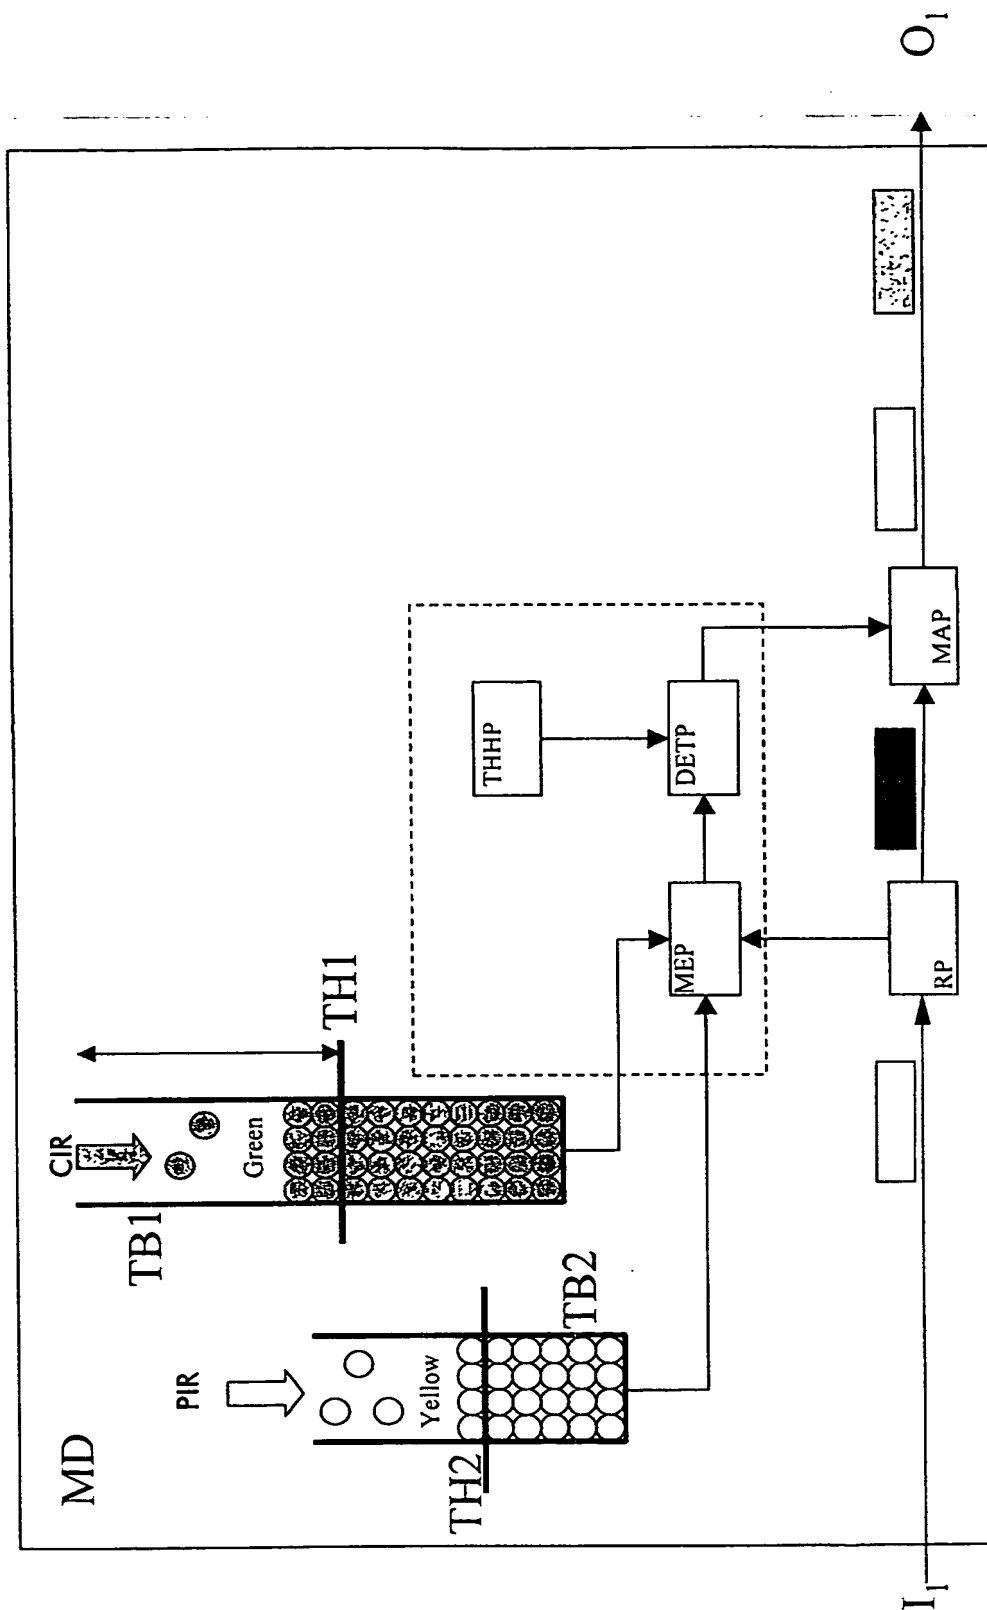 MD
PIR
Yellow
TH2
TB2
CIR
TB1
Green
TH1
THHP
MEP
DETP
RP
MAP
I1
O1